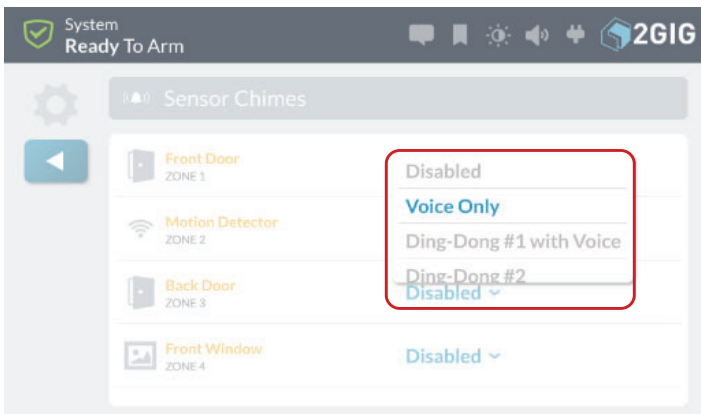 System
Ready To Arm
2GIG
Sensor Chimes
Front Door
ZONE 1
Disabled
Voice Only
Motion Detector
ZONE 2
Ding-Dong #1 with Voice
Ding-Dong #2
Back Door
ZONE 3
Disabled
Front Window
ZONE 4
Disabled